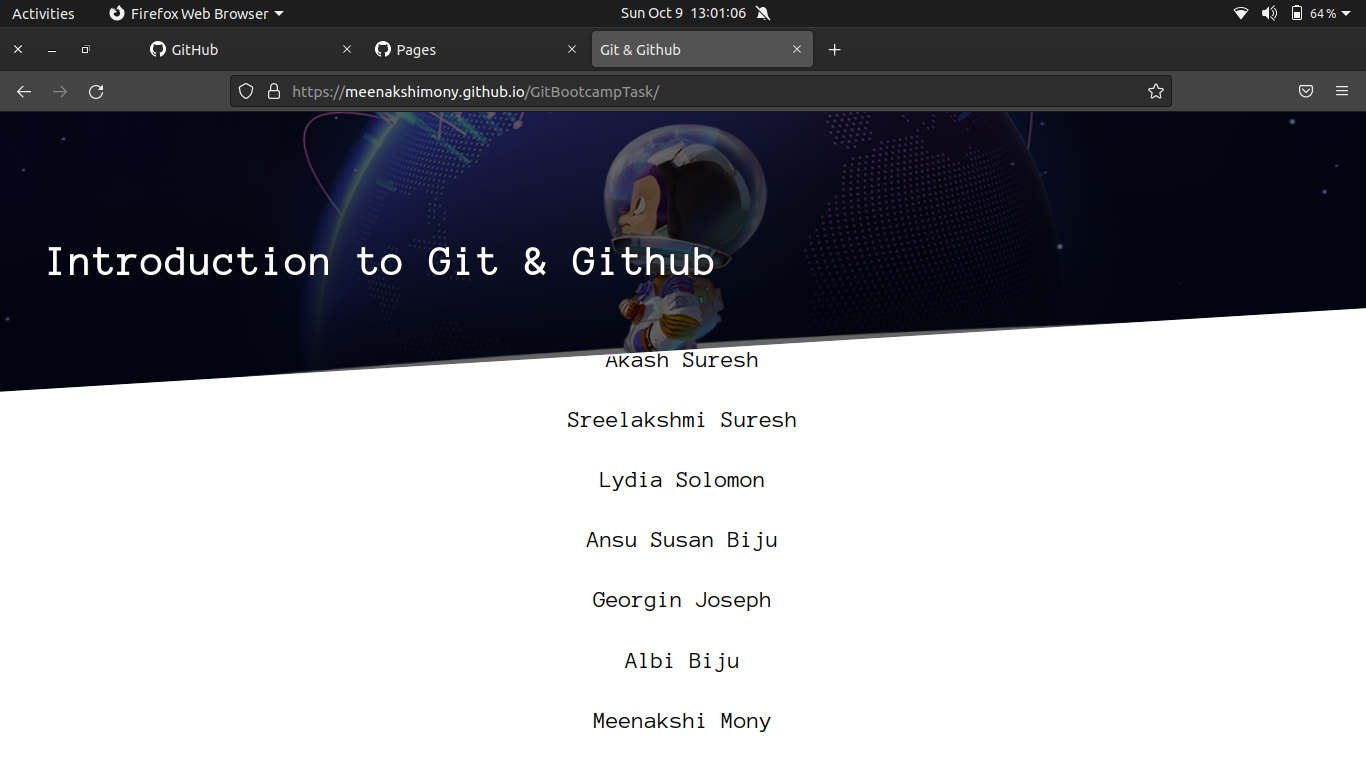 Activities Firefox Web Browser Sun Oct 9 13:01:06 64 %
GitHub Pages Git & Github
https://meenakshimony.github.io/GitBootcampTask/
Introduction to Git & Github
Akash Suresh
Sreelakshmi Suresh
Lydia Solomon
Ansu Susan Biju
Georgin Joseph
Albi Biju
Meenakshi Mony